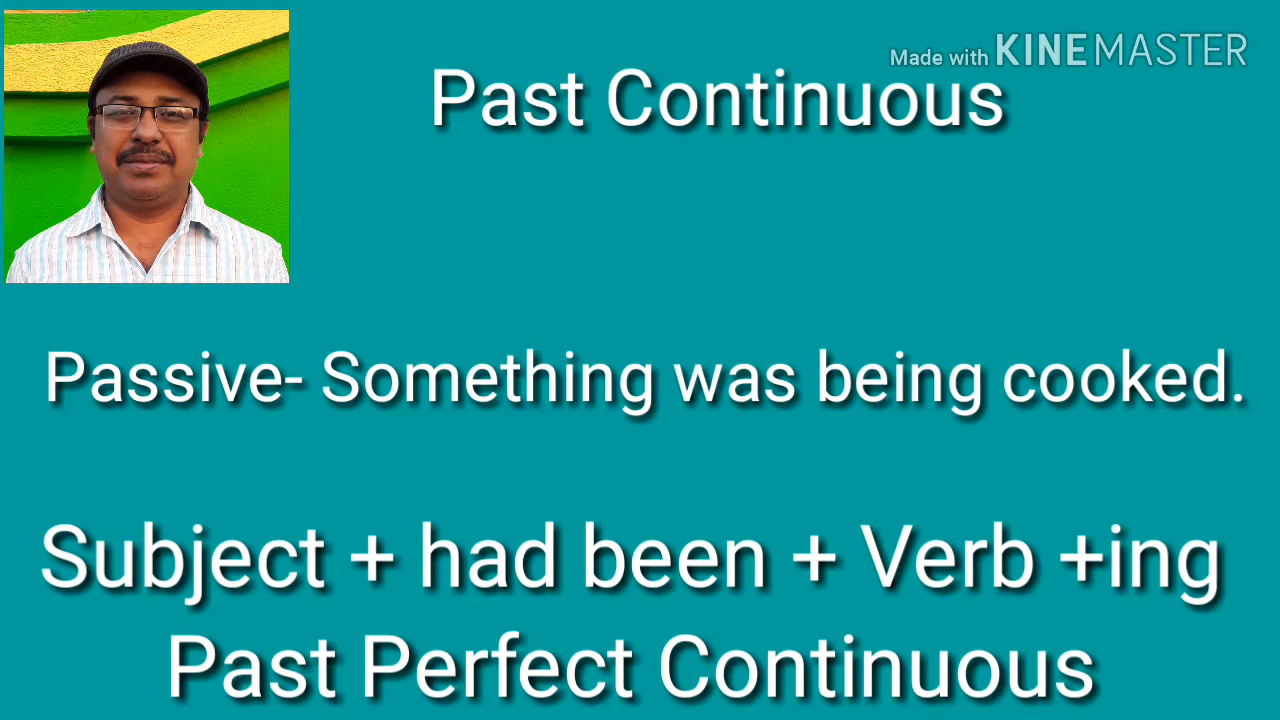 Made with KINEMASTER
Past Continuous
Passive- Something was being cooked.
Subject + had been + Verb +ing
Past Perfect Continuous